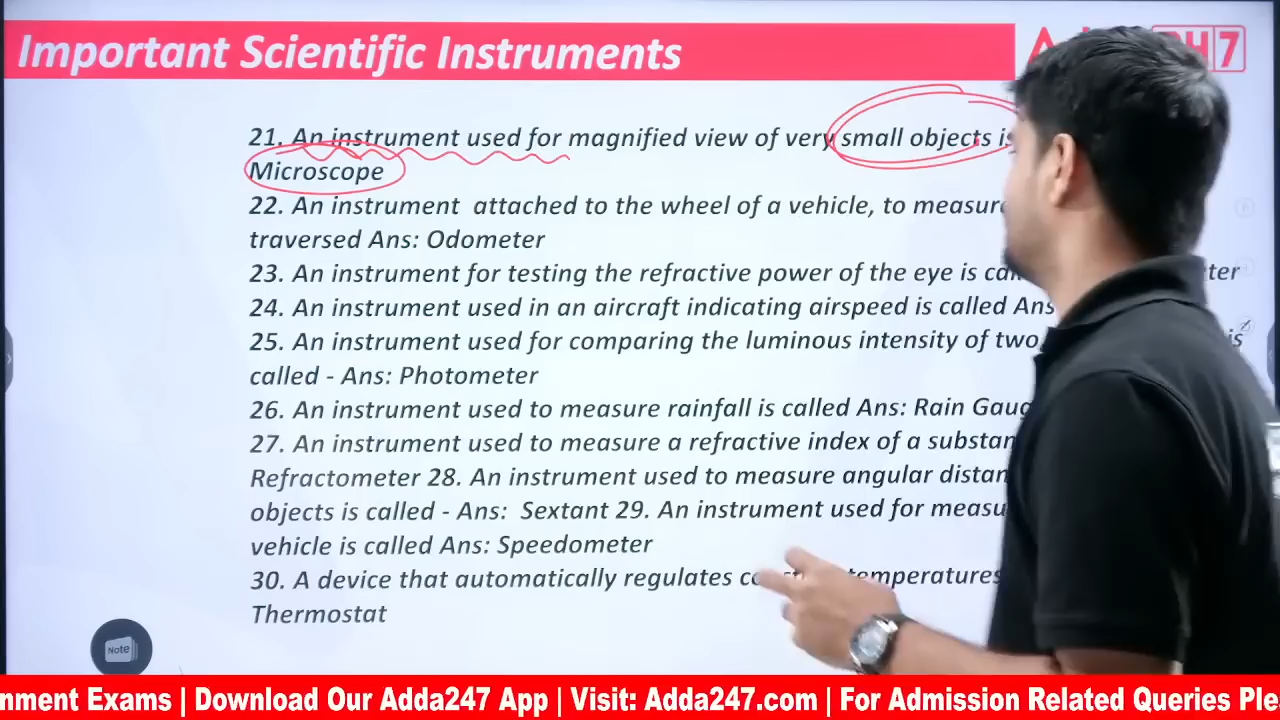 Important Scientific Instruments
21. An instrument used for magnified view of very small objects is
Microscope
22. An instrument attached to the wheel of a vehicle, to measure
traversed Ans: Odometer
23. An instrument for testing the refractive power of the eye is
24. An instrument used in an aircraft indicating airspeed is called Ans
25. An instrument used for comparing the luminous intensity of two
is
called - Ans: Photometer
26. An instrument used to measure rainfall is called Ans: Rain
27. An instrument used to measure a refractive index of a
Refractometer 28. An instrument used to measure angular
objects is called - Ans: Sextant 29. An instrument used for
vehicle is called Ans: Speedometer
30. A device that automatically regulates temperatures
Thermostat
Note
Exams | Download Our Adda247 App | Visit: Adda247.com | For Admission Related Queries